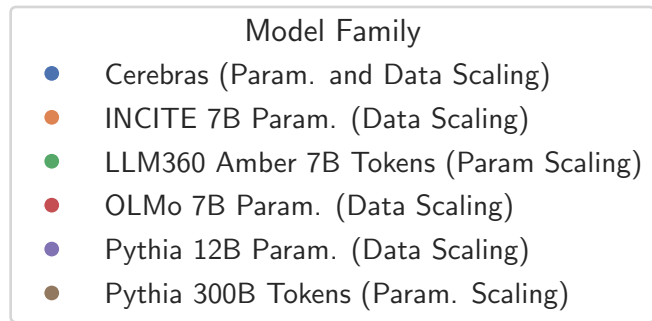 Model Family
Cerebras (Param. and Data Scaling)
INCITE 7B Param. (Data Scaling)
LLM360 Amber 7B Tokens (Param Scaling)
OLMo 7B Param. (Data Scaling)
Pythia 12B Param. (Data Scaling)
Pythia 300B Tokens (Param. Scaling)